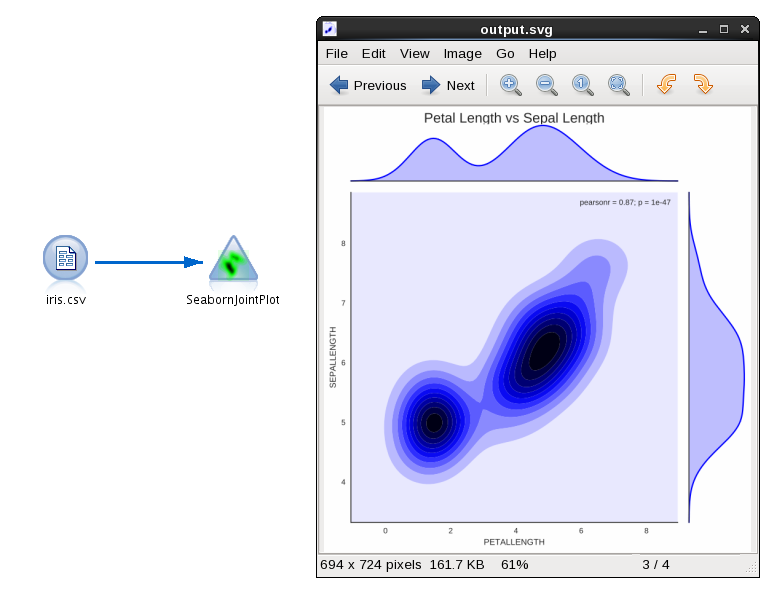 iris.csv
SeabornJointPlot
output.svg
File Edit View Image Go Help
Previous Next
1
Petal Length vs Sepal Length
pearsonr = 0.87; p = 1e-47
SEPALLENGTH
8
7
6
5
4
0 2 4 6 8
PETALLENGTH
694 x 724 pixels 161.7 KB 61% 3 / 4